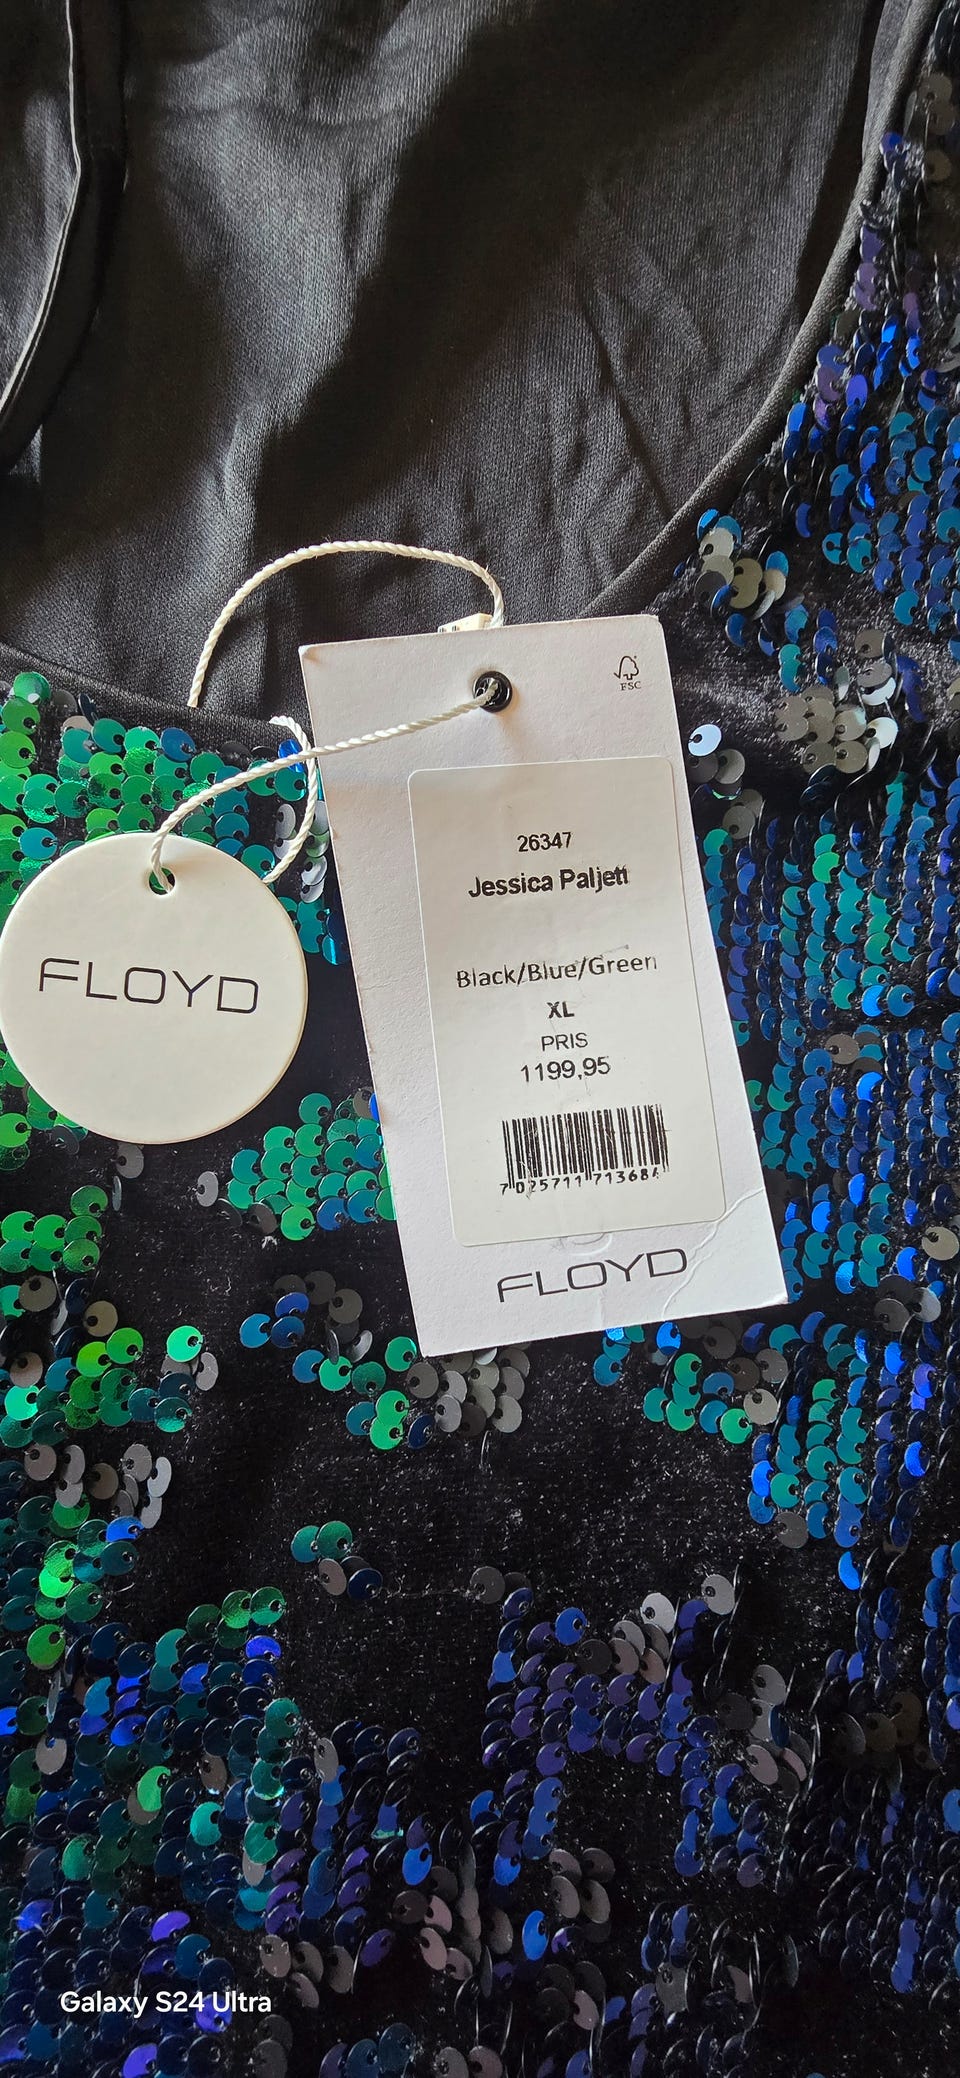 FSC
26347
Jessica Paljett
Black/Blue/Green
XL
PRIS
1199,95
FLOYD
FLOYD
Galaxy S24 Ultra